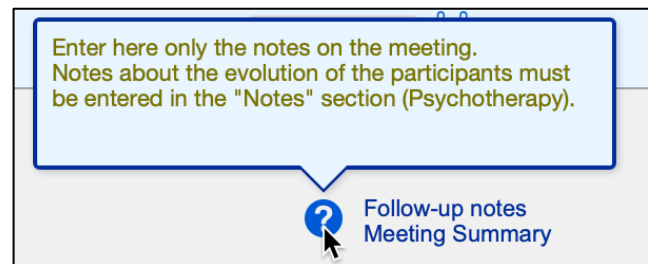 Enter here only the notes on the meeting.
Notes about the evolution of the participants must
be entered in the "Notes" section (Psychotherapy).
?
Follow-up notes
Meeting Summary